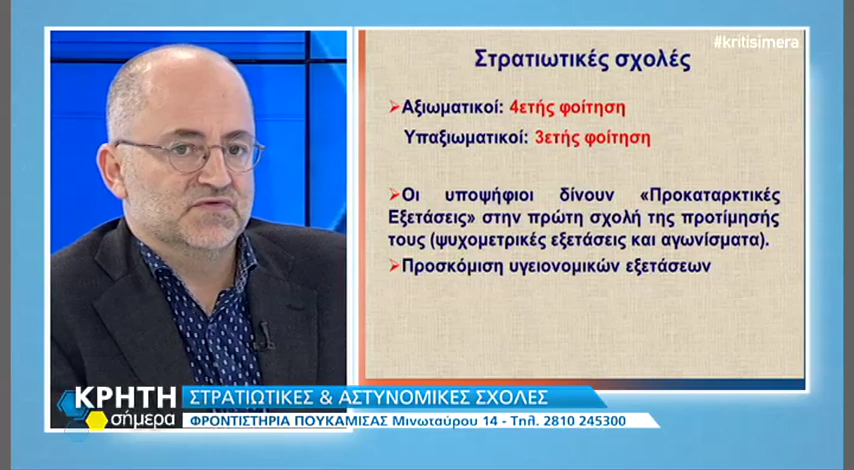 #kritisimera
Στρατιωτικές σχολές
➢Αξιωματικοί: 4ετής φοίτηση
Υπαξιωματικοί: 3ετής φοίτηση
➢Οι υποψήφιοι δίνουν «Προκαταρκτικές
Εξετάσεις» στην πρώτη σχολή της προτίμησής
τους (ψυχομετρικές εξετάσεις και αγωνίσματα).
➢Προσκόμιση υγειονομικών εξετάσεων
ΚΡΗΤΗ
σήμερα
ΣΤΡΑΤΙΩΤΙΚΕΣ & ΑΣΤΥΝΟΜΙΚΕΣ ΣΧΟΛΕΣ
ΦΡΟΝΤΙΣΤΗΡΙΑ ΠΟΥΚΑΜΙΣΑΣ Μινωταύρου 14 - Τηλ. 2810 245300